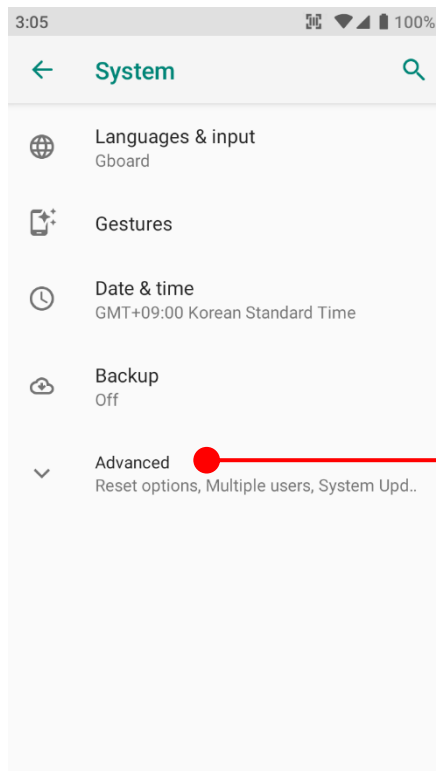 3:05
100%
System
Languages & input
Gboard
Gestures
Date & time
GMT+09:00 Korean Standard Time
Backup
Off
Advanced
Reset options, Multiple users, System Upd..